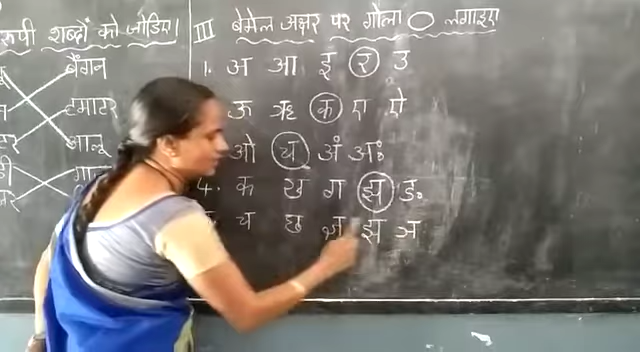 रूपी शब्दों को जोडिए।
बैंगन
टमाटर
आलू
III बेमेल अक्षर पर गोला ◯ लगाइए
1. अ आ इ र उ
ऊ ऋ क ए ऐ
ओ य अं अः
4. क ख ग झ ङ
च छ ज झ ञ